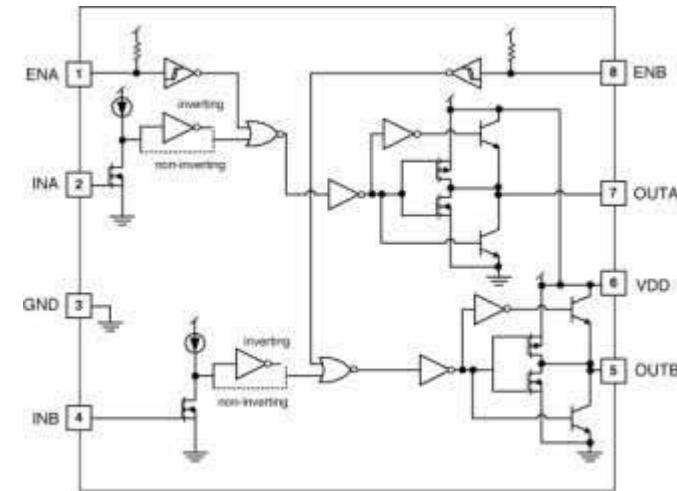 ENA 1
8 ENB
inverting
non-inverting
INA 2
7 OUTA
GND 3
6 VDD
inverting
5 OUTB
non-inverting
INB 4